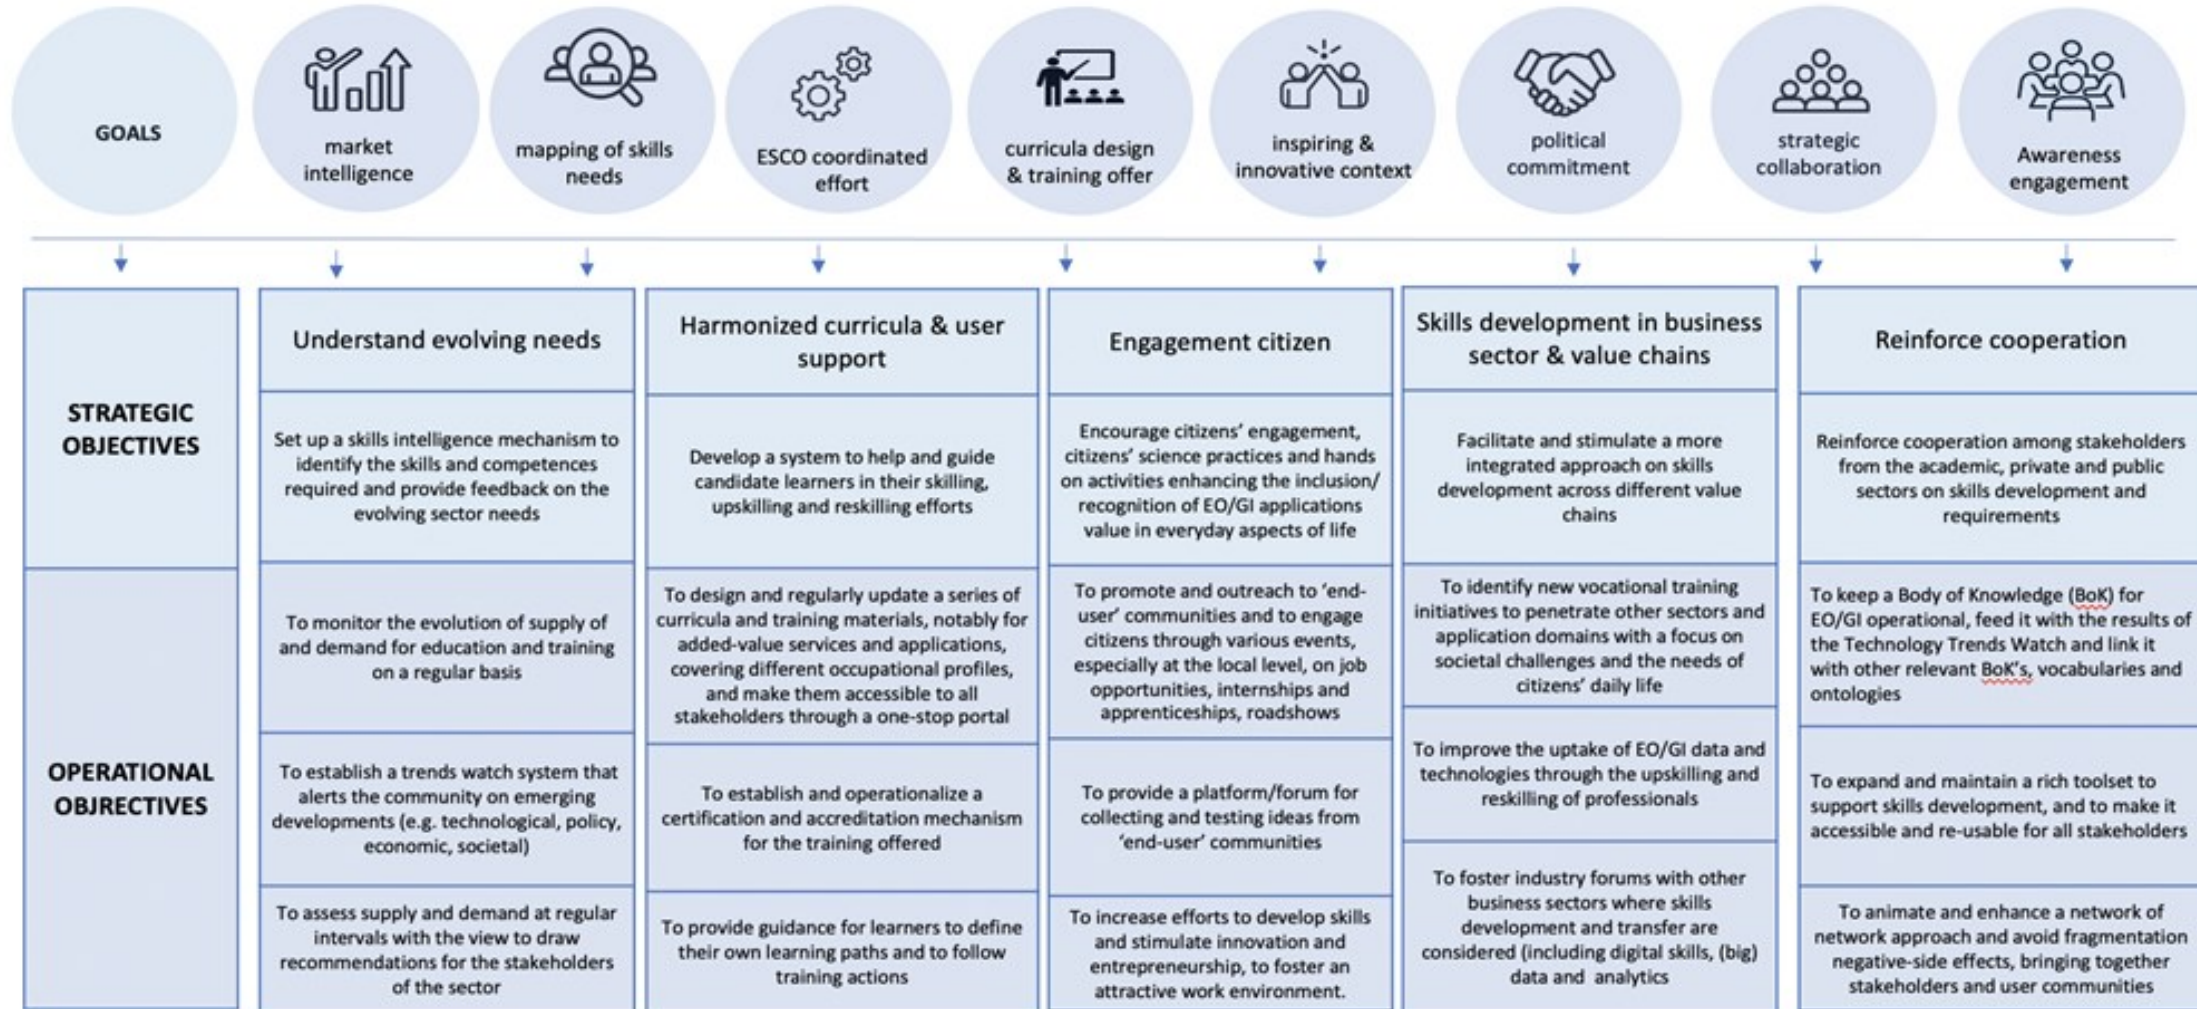 GOALS
market
intelligence
mapping of skills
needs
ESCO coordinated
effort
curricula design
& training offer
inspiring &
innovative context
political
commitment
strategic
collaboration
Awareness
engagement
STRATEGIC
OBJECTIVES
Understand evolving needs
Harmonized curricula & user
support
Engagement citizen
Skills development in business
sector & value chains
Reinforce cooperation
Set up a skills intelligence mechanism to
identify the skills and competences
required and provide feedback on the
evolving sector needs
Develop a system to help and guide
candidate learners in their skilling,
upskilling and reskilling efforts
Encourage citizens’ engagement,
citizens’ science practices and hands
on activities enhancing the inclusion/
recognition of EO/GI applications
value in everyday aspects of life
Facilitate and stimulate a more
integrated approach on skills
development across different value
chains
Reinforce cooperation among stakeholders
from the academic, private and public
sectors on skills development and
requirements
OPERATIONAL
OBJRECTIVES
To monitor the evolution of supply of
and demand for education and training
on a regular basis
To design and regularly update a series of
curricula and training materials, notably for
added-value services and applications,
covering different occupational profiles,
and make them accessible to all
stakeholders through a one-stop portal
To promote and outreach to ‘end-
user’ communities and to engage
citizens through various events,
especially at the local level, on job
opportunities, internships and
apprenticeships, roadshows
To identify new vocational training
initiatives to penetrate other sectors and
application domains with a focus on
societal challenges and the needs of
citizens’ daily life
To keep a Body of Knowledge (BoK) for
EO/GI operational, feed it with the results of
the Technology Trends Watch and link it
with other relevant BoK’s, vocabularies and
ontologies
To establish a trends watch system that
alerts the community on emerging
developments (e.g. technological, policy,
economic, societal)
To establish and operationalize a
certification and accreditation mechanism
for the training offered
To provide a platform/forum for
collecting and testing ideas from
‘end-user’ communities
To improve the uptake of EO/GI data and
technologies through the upskilling and
reskilling of professionals
To expand and maintain a rich toolset to
support skills development, and to make it
accessible and re-usable for all stakeholders
To assess supply and demand at regular
intervals with the view to draw
recommendations for the stakeholders
of the sector
To provide guidance for learners to define
their own learning paths and to follow
training actions
To increase efforts to develop skills
and stimulate innovation and
entrepreneurship, to foster an
attractive work environment.
To foster industry forums with other
business sectors where skills
development and transfer are
considered (including digital skills, (big)
data and analytics
To animate and enhance a network of
network approach and avoid fragmentation
negative-side effects, bringing together
stakeholders and user communities